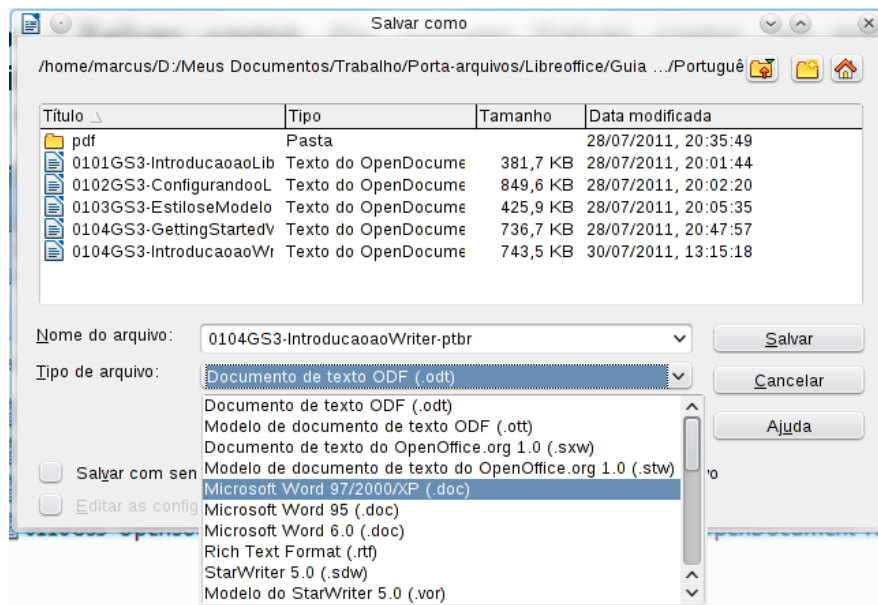 Salvar como
/home/marcus/D:/Meus Documentos/Trabalho/Porta-arquivos/Libreoffice/Guia .../Portuguê
Título Tipo Tamanho Data modificada
pdf Pasta 28/07/2011, 20:35:49
0101GS3-IntroducaoaoLib Texto do OpenDocume 381,7 KB 28/07/2011, 20:01:44
0102GS3-ConfigurandooL Texto do OpenDocume 849,6 KB 28/07/2011, 20:02:20
0103GS3-EstiloseModelo Texto do OpenDocume 425,9 KB 28/07/2011, 20:05:35
0104GS3-GettingStartedW Texto do OpenDocume 736,7 KB 28/07/2011, 20:47:57
0104GS3-IntroducaoaoWr Texto do OpenDocume 743,5 KB 30/07/2011, 13:15:18
Nome do arquivo: 0104GS3-IntroducaoaoWriter-ptbr Salvar
Tipo de arquivo: Documento de texto ODF (.odt) Cancelar
Documento de texto ODF (.odt)
Modelo de documento de texto ODF (.ott) Ajuda
Documento de texto do OpenOffice.org 1.0 (.sxw)
Modelo de documento de texto do OpenOffice.org 1.0 (.stw)
Salvar com sen vo
Microsoft Word 97/2000/XP (.doc)
Editar as config
Microsoft Word 95 (.doc)
Microsoft Word 6.0 (.doc)
Rich Text Format (.rtf)
StarWriter 5.0 (.sdw)
Modelo do StarWriter 5.0 (.vor)